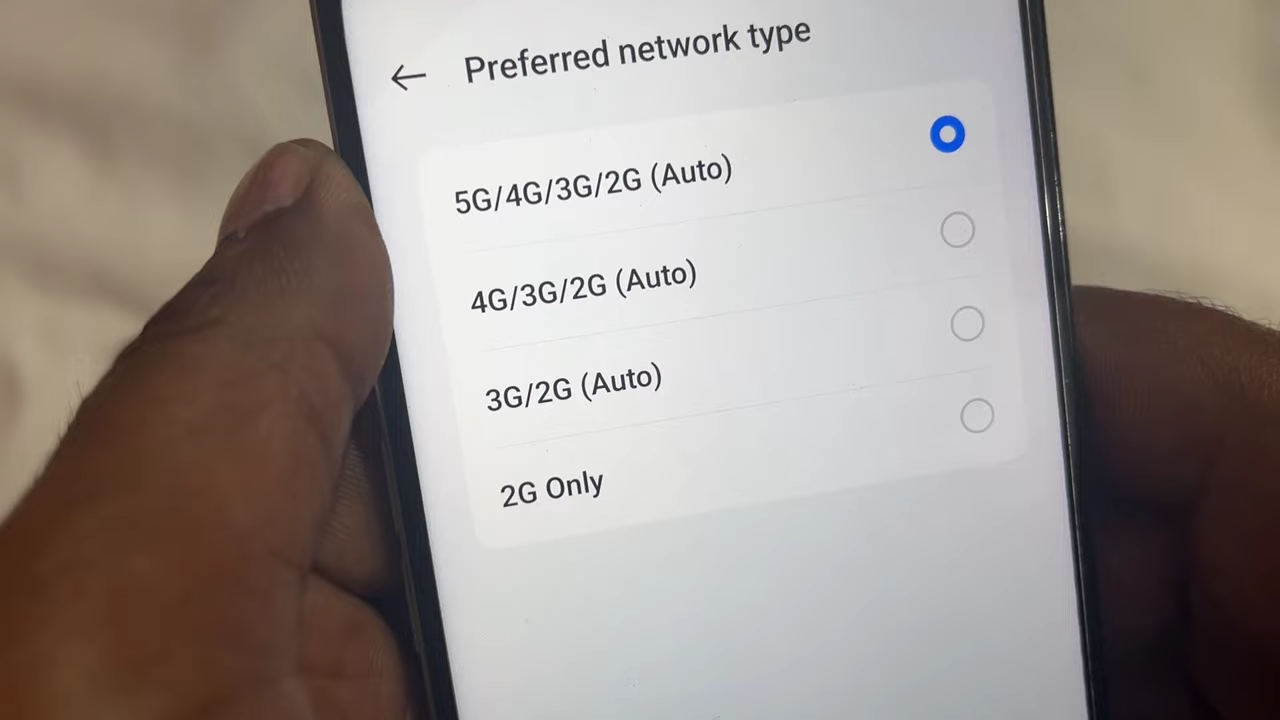 Preferred network type
5G/4G/3G/2G (Auto)
4G/3G/2G (Auto)
3G/2G (Auto)
2G Only